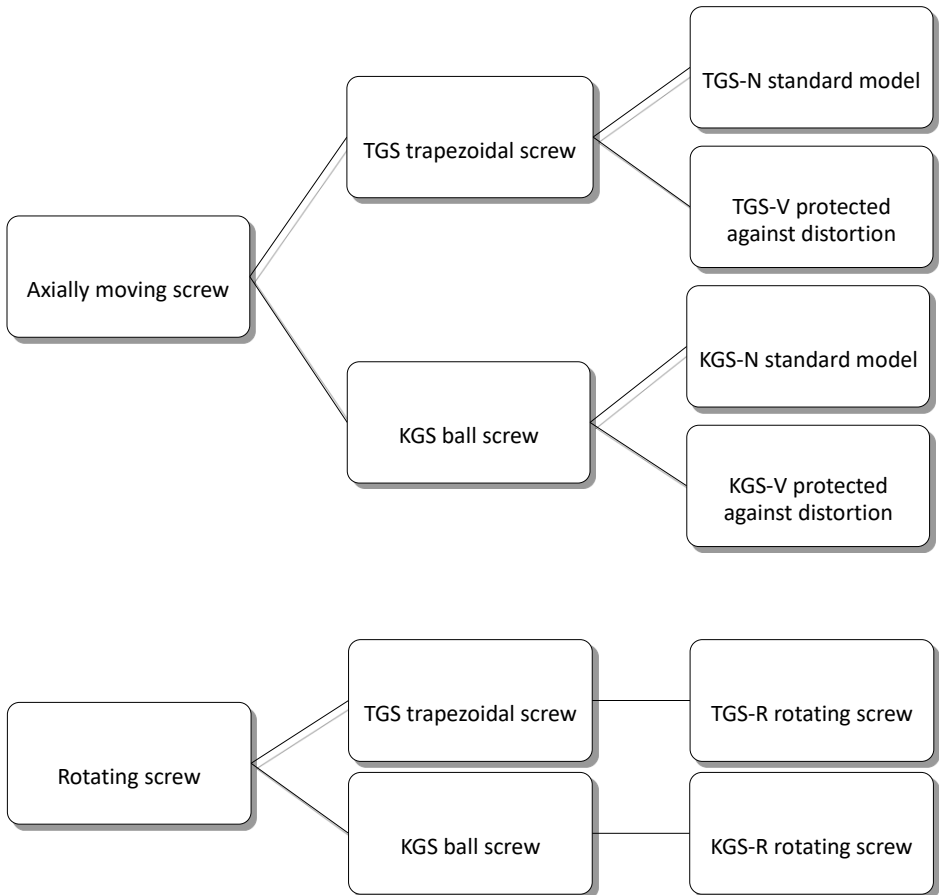 TGS-N standard model
TGS trapezoidal screw
TGS-V protected
against distortion
Axially moving screw
KGS-N standard model
KGS ball screw
KGS-V protected
against distortion
TGS trapezoidal screw
TGS-R rotating screw
Rotating screw
KGS ball screw
KGS-R rotating screw